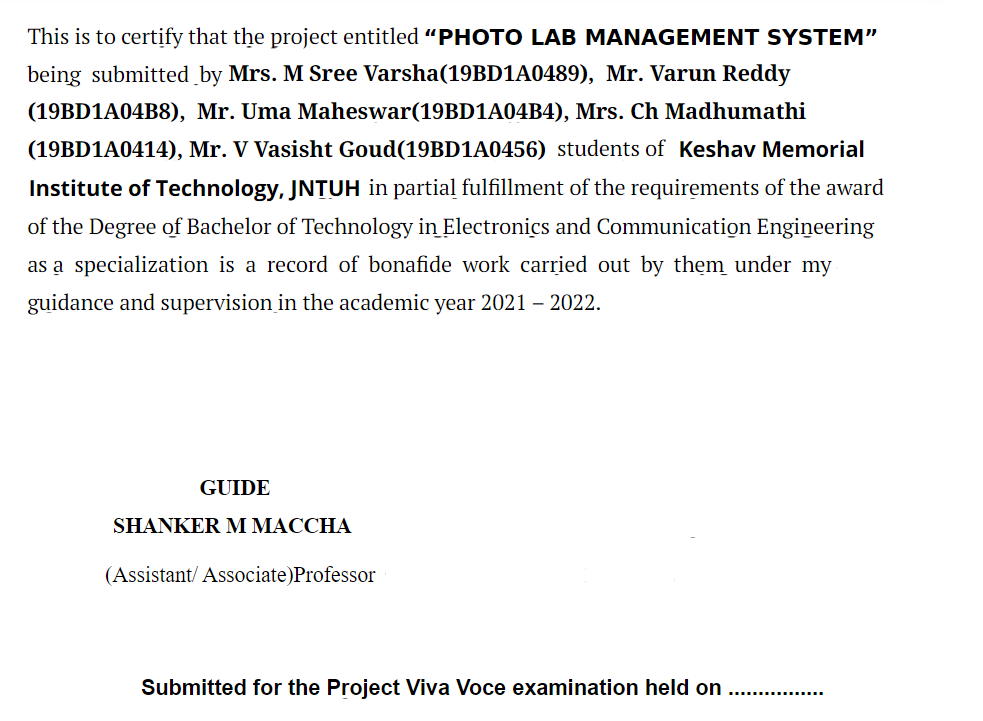 This is to certify that the project entitled “PHOTO LAB MANAGEMENT SYSTEM”
being submitted by Mrs. M Sree Varsha(19BD1A0489), Mr. Varun Reddy
(19BD1A04B8), Mr. Uma Maheswar(19BD1A04B4), Mrs. Ch Madhumathi
(19BD1A0414), Mr. V Vasisht Goud(19BD1A0456) students of Keshav Memorial
Institute of Technology, JNTUH in partial fulfillment of the requirements of the award
of the Degree of Bachelor of Technology in Electronics and Communication Engineering
as a specialization is a record of bonafide work carried out by them under my
guidance and supervision in the academic year 2021 – 2022.
GUIDE
SHANKER M MACCHA
(Assistant/ Associate)Professor
Submitted for the Project Viva Voce examination held on ................